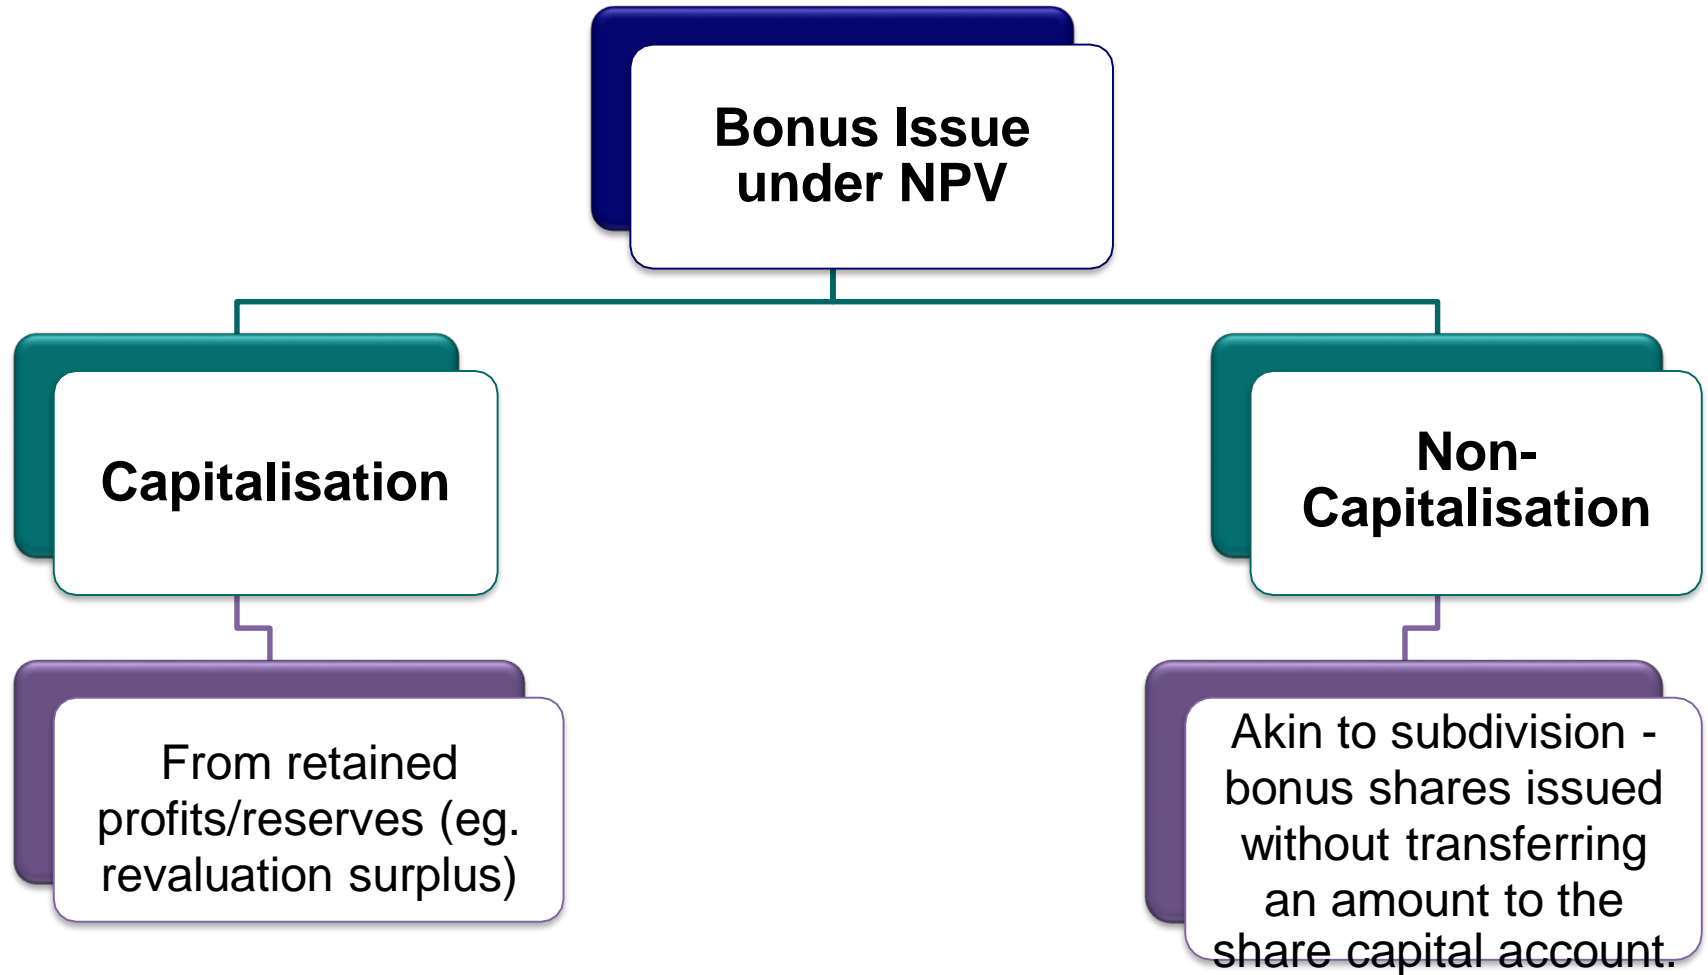 Bonus Issue
under NPV
Capitalisation
Non-
Capitalisation
From retained
profits/reserves (eg.
revaluation surplus)
Akin to subdivision -
bonus shares issued
without transferring
an amount to the
share capital account.